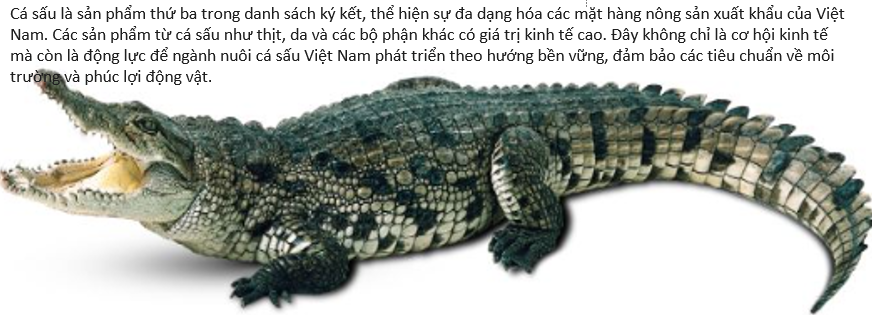 Cá sấu là sản phẩm thứ ba trong danh sách ký kết, thể hiện sự đa dạng hóa các mặt hàng nông sản xuất khẩu của Việt
Nam. Các sản phẩm từ cá sấu như thịt, da và các bộ phận khác có giá trị kinh tế cao. Đây không chỉ là cơ hội kinh tế
mà còn là động lực để ngành nuôi cá sấu Việt Nam phát triển theo hướng bền vững, đảm bảo các tiêu chuẩn về môi
trường và phúc lợi động vật.